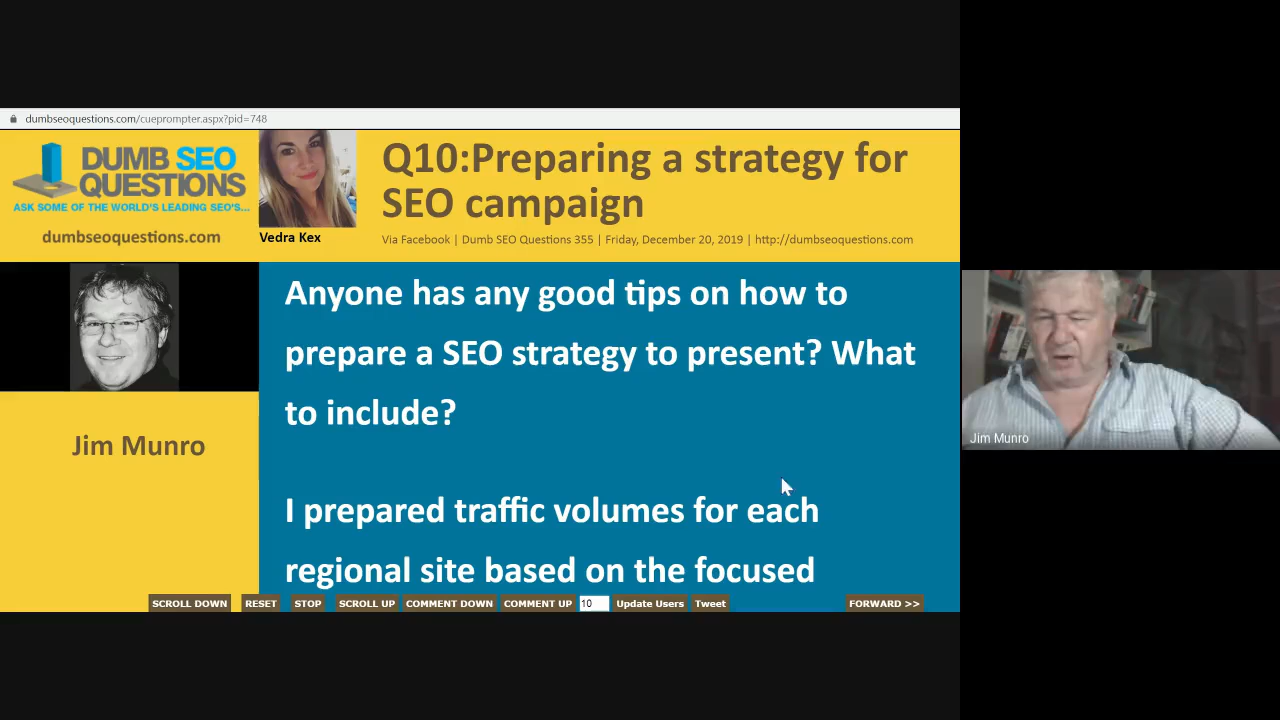 dumbseoquestions.com/cueprompter.aspx?pid=748
DUMB SEO
QUESTIONS
ASK SOME OF THE WORLD'S LEADING SEO'S...
dumbseoquestions.com
Vedra Kex
Q10:Preparing a strategy for
SEO campaign
Via Facebook | Dumb SEO Questions 355 | Friday, December 20, 2019 | http://dumbseoquestions.com
Jim Munro
Anyone has any good tips on how to
prepare a SEO strategy to present? What
to include?
I prepared traffic volumes for each
regional site based on the focused
SCROLL DOWN RESET STOP SCROLL UP COMMENT DOWN COMMENT UP 10 Update Users Tweet FORWARD >>
Jim Munro